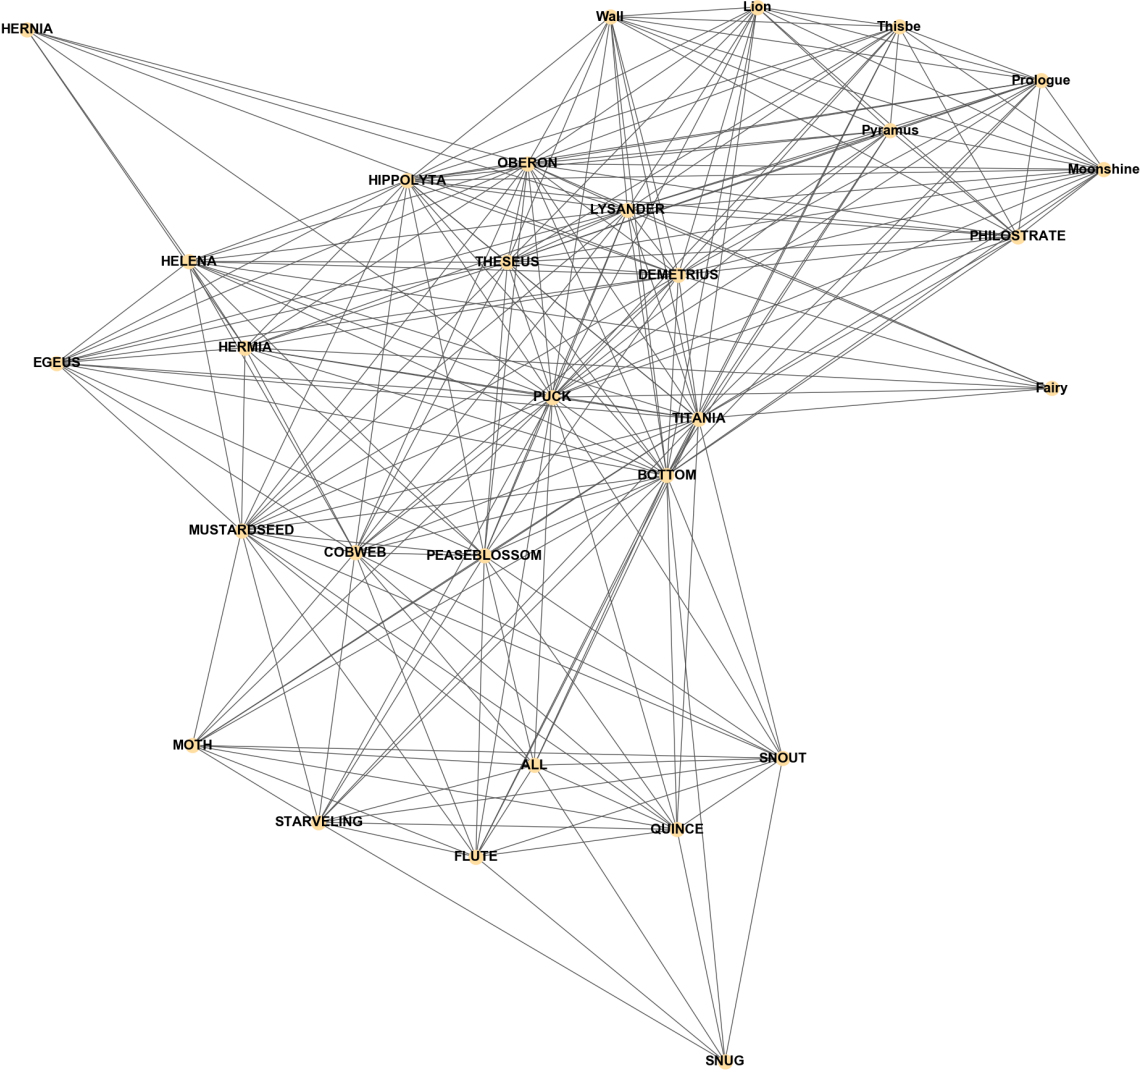 Lion
Wall
Thisbe
HERNIA
Prologue
Pyramus
OBERON
Moonshine
HIPPOLYTA
LYSANDER
PHILOSTRATE
HELENA
THESEUS
DEMETRIUS
HERMIA
EGEUS
Fairy
PUCK
TITANIA
BOTTOM
MUSTARDSEED
COBWEB
PEASEBLOSSOM
MOTH
SNOUT
ALL
STARVELING
QUINCE
FLUTE
SNUG